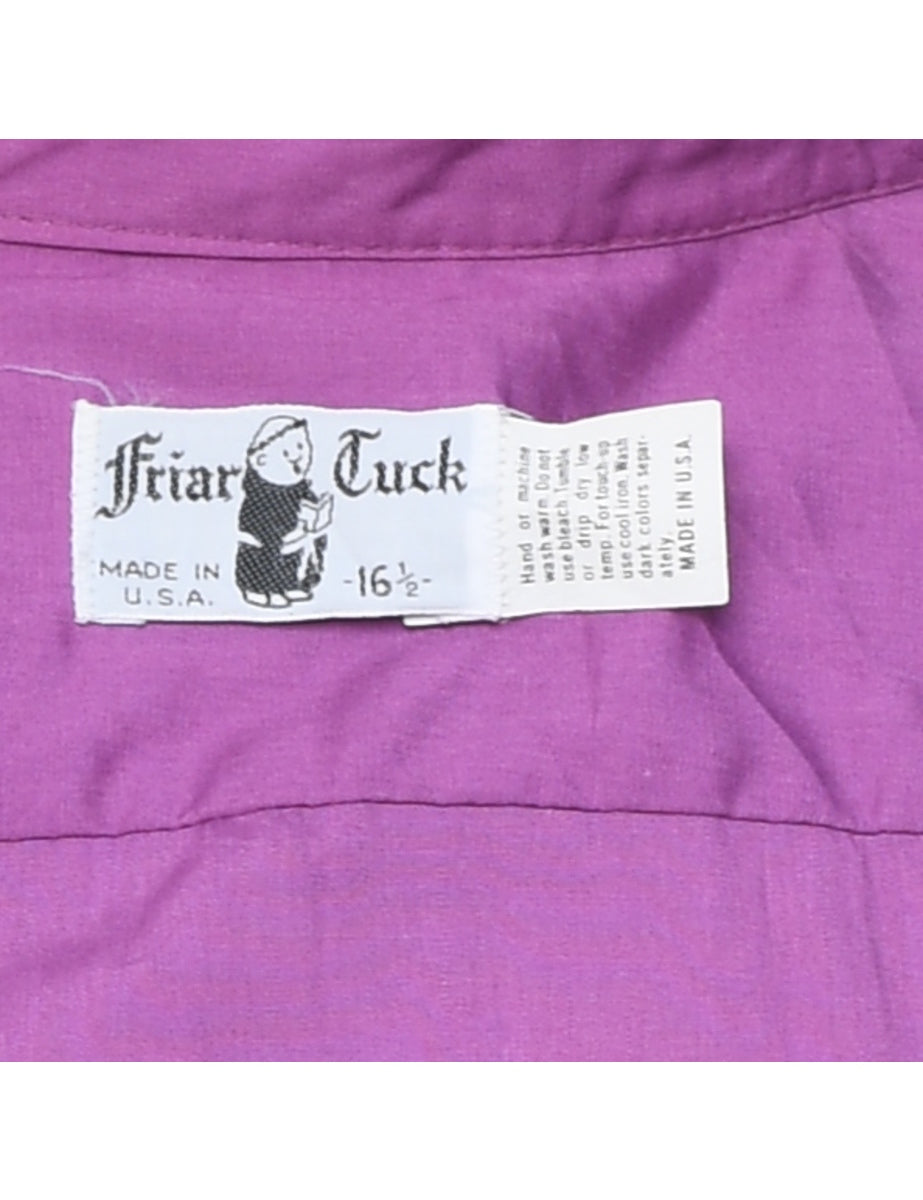 Friar Tuck
MADE IN
U.S.A.
-16½-
Hand or machine
wash warm. Do not
use bleach. Tumble
or drip dry low
temp. For touch-up
use cool iron. Wash
dark colors separ-
ately.
MADE IN U.S.A.